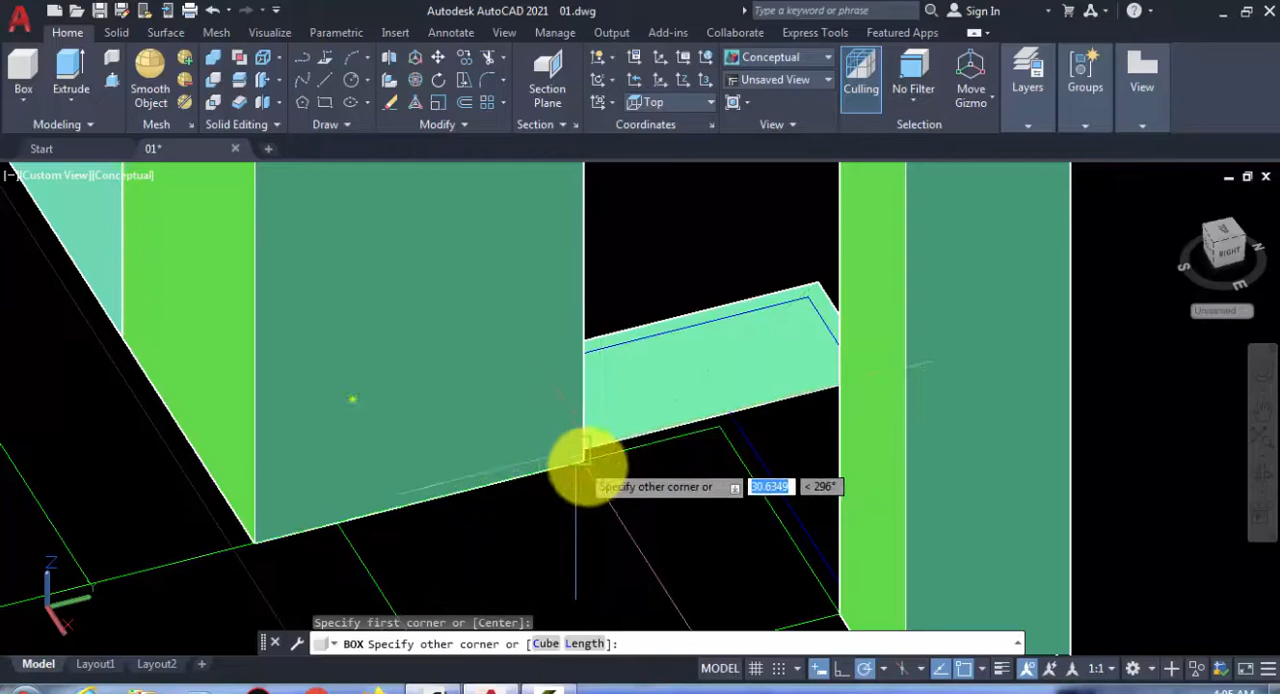 Autodesk AutoCAD 2021 01.dwg
Type a keyword or phrase
Sign In
Home Solid Surface Mesh Visualize Parametric Insert Annotate View Manage Output Add-ins Collaborate Express Tools Featured Apps
Box
Extrude
Smooth
Object
Section
Plane
Conceptual
Unsaved View
Top
Culling
No Filter
Move
Gizmo
Layers
Groups
View
Modeling
Mesh
Solid Editing
Draw
Modify
Section
Coordinates
View
Selection
Start
01*
[−][Custom View][Conceptual]
RIGHT
S
N
E
Unnamed
Specify other corner or
30.6349
< 296°
Z
Y
X
Specify first corner or [Center]:
BOX Specify other corner or [Cube Length]:
Model Layout1 Layout2
MODEL
1:1